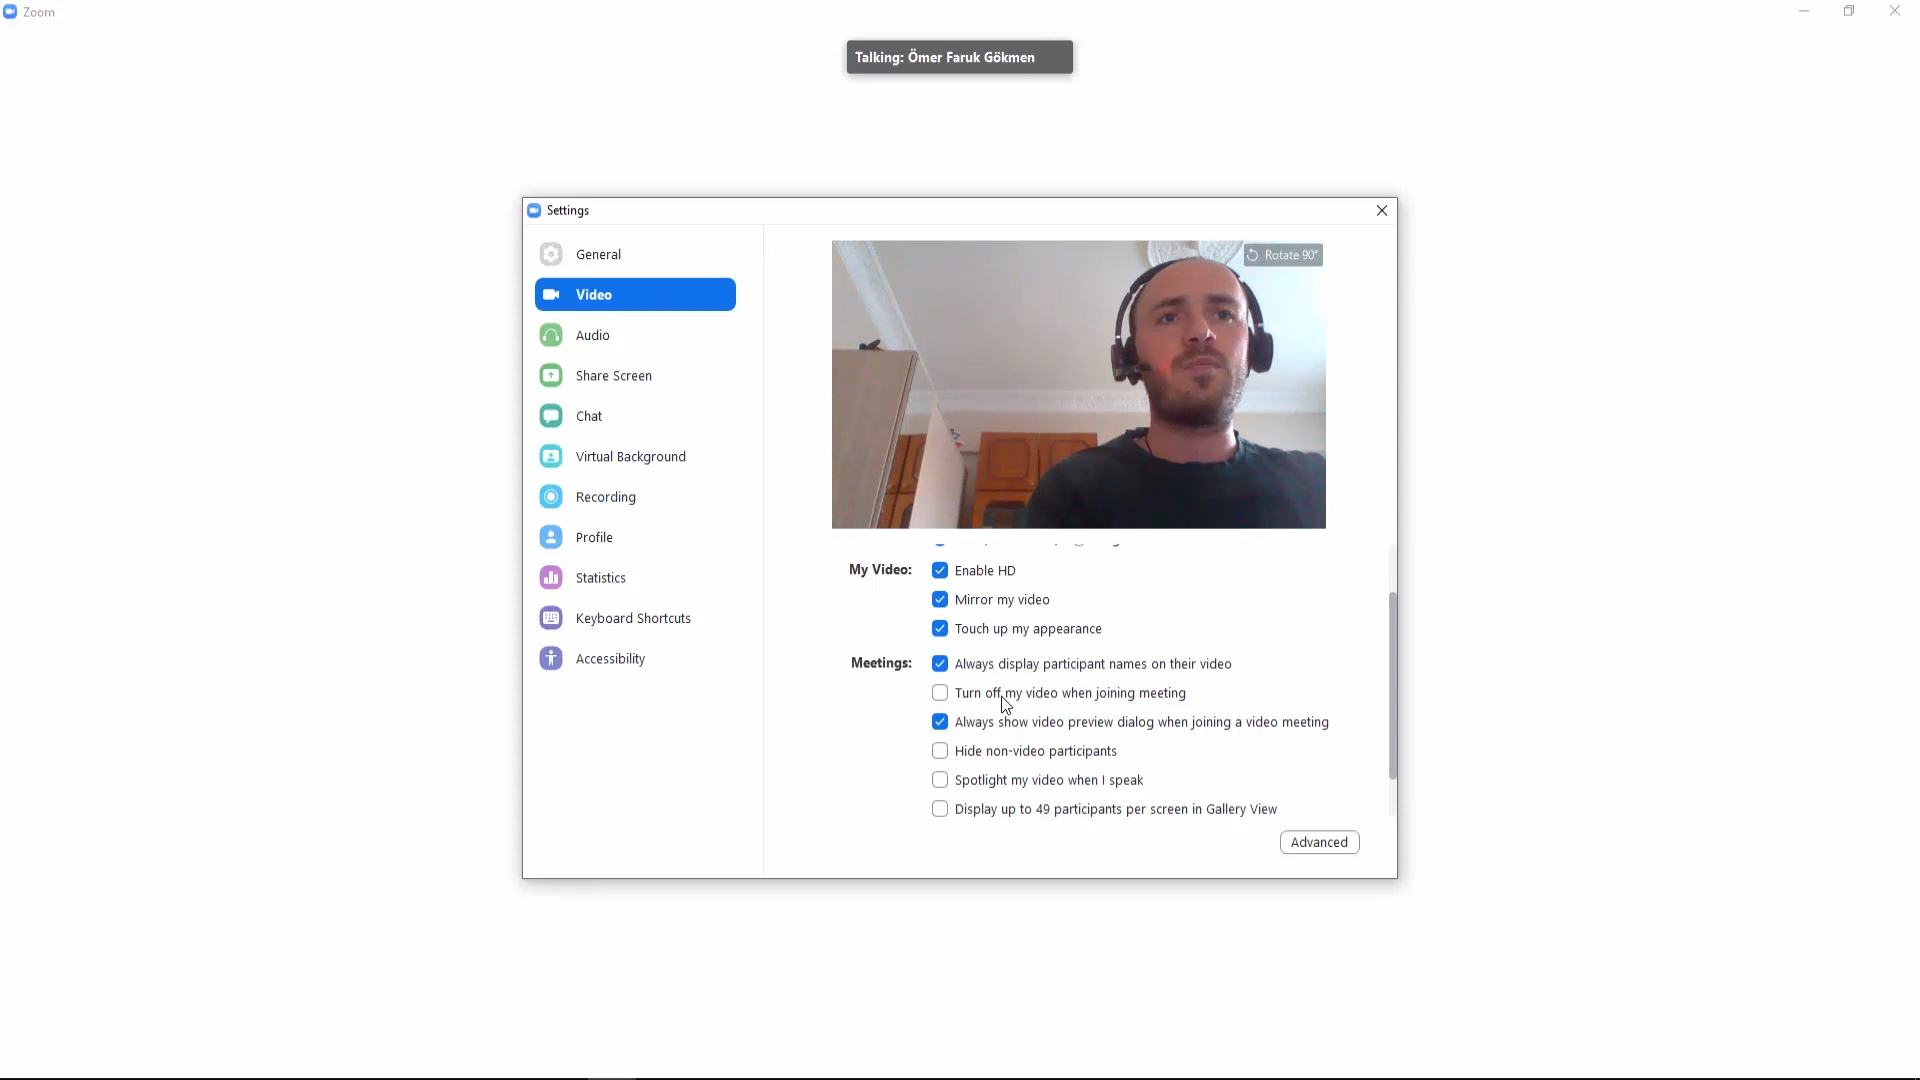 Zoom
Talking: Ömer Faruk Gökmen
Settings
General
Video
Audio
Share Screen
Chat
Virtual Background
Recording
Profile
Statistics
Keyboard Shortcuts
Accessibility
Rotate 90°
My Video:
Enable HD
Mirror my video
Touch up my appearance
Meetings:
Always display participant names on their video
Turn off my video when joining meeting
Always show video preview dialog when joining a video meeting
Hide non-video participants
Spotlight my video when I speak
Display up to 49 participants per screen in Gallery View
Advanced